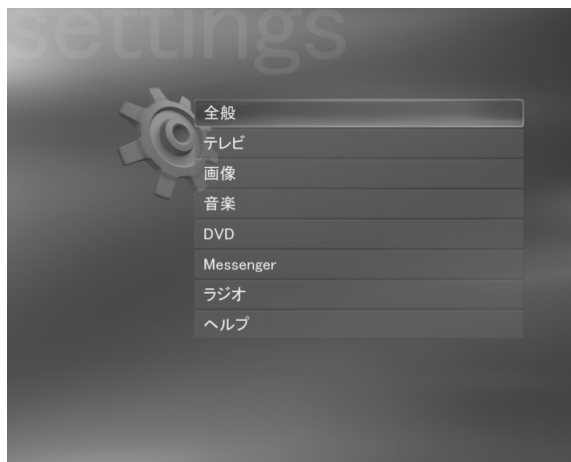 settings
全般
テレビ
画像
音楽
DVD
Messenger
ラジオ
ヘルプ